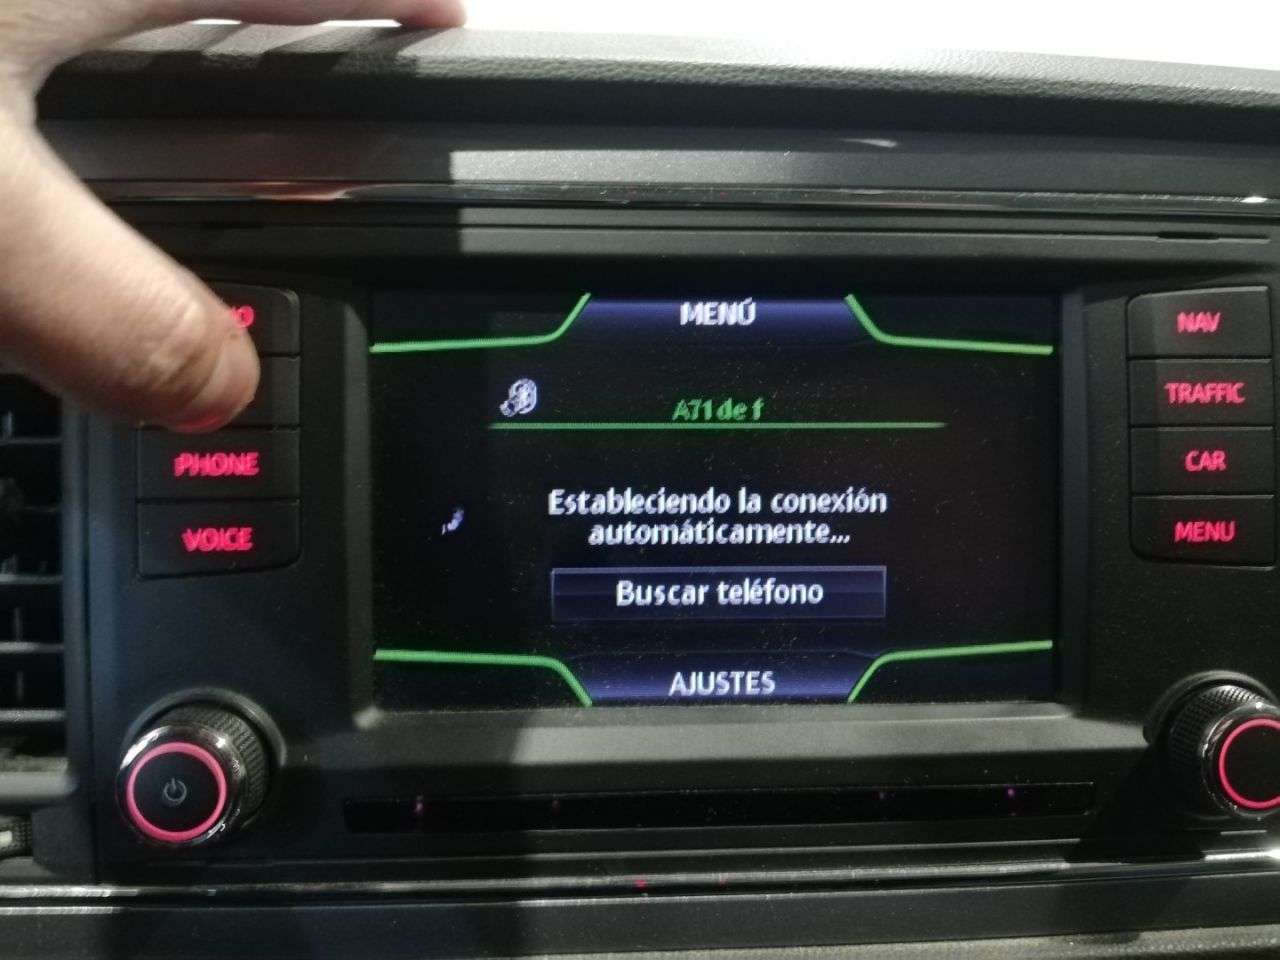 MENÚ
A71 de f
Estableciendo la conexión
automáticamente...
Buscar teléfono
AJUSTES
PHONE
VOICE
NAV
TRAFFIC
CAR
MENU